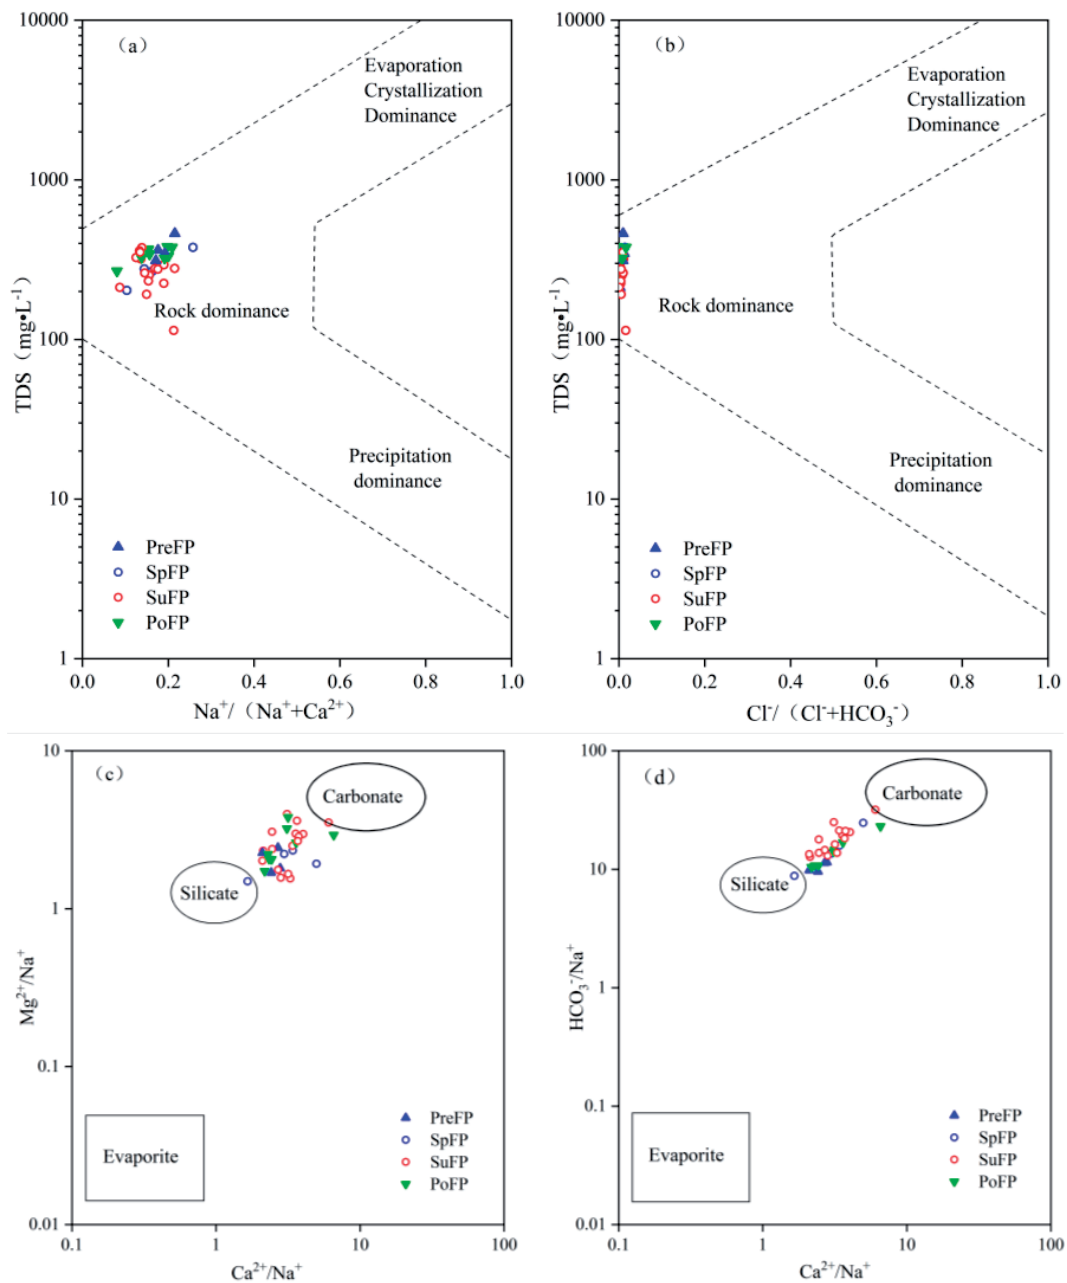 (a)
10000
1000
100
10
1
TDS（mg•L⁻¹）
Evaporation
Crystallization
Dominance
Rock dominance
Precipitation
dominance
PreFP
SpFP
SuFP
PoFP
0.0 0.2 0.4 0.6 0.8 1.0
Na⁺/（Na⁺+Ca²⁺）
(b)
10000
1000
100
10
1
TDS（mg•L⁻¹）
Evaporation
Crystallization
Dominance
Rock dominance
Precipitation
dominance
PreFP
SpFP
SuFP
PoFP
0.0 0.2 0.4 0.6 0.8 1.0
Cl⁻/（Cl⁻+HCO₃⁻）
(c)
10
1
0.1
0.01
Mg²⁺/Na⁺
Carbonate
Silicate
Evaporite
PreFP
SpFP
SuFP
PoFP
0.1 1 10 100
Ca²⁺/Na⁺
(d)
100
10
1
0.1
0.01
HCO₃⁻/Na⁺
Carbonate
Silicate
Evaporite
PreFP
SpFP
SuFP
PoFP
0.1 1 10 100
Ca²⁺/Na⁺